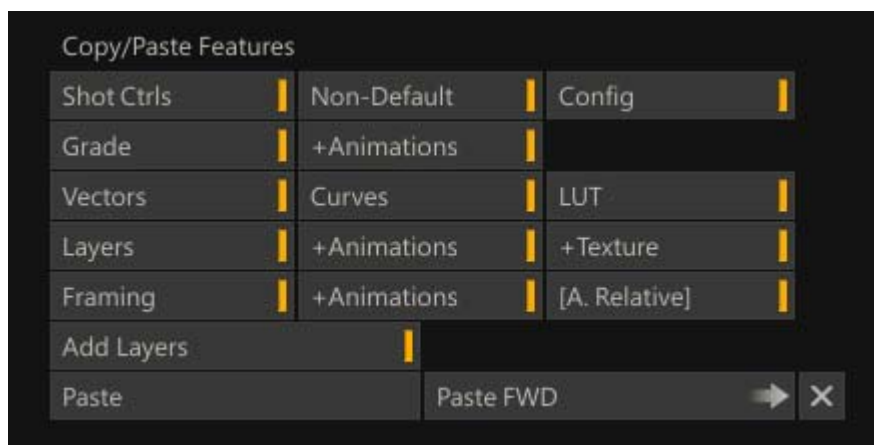 Copy/Paste Features
Shot Ctrls Non-Default Config
Grade +Animations
Vectors Curves LUT
Layers +Animations +Texture
Framing +Animations [A. Relative]
Add Layers
Paste Paste FWD